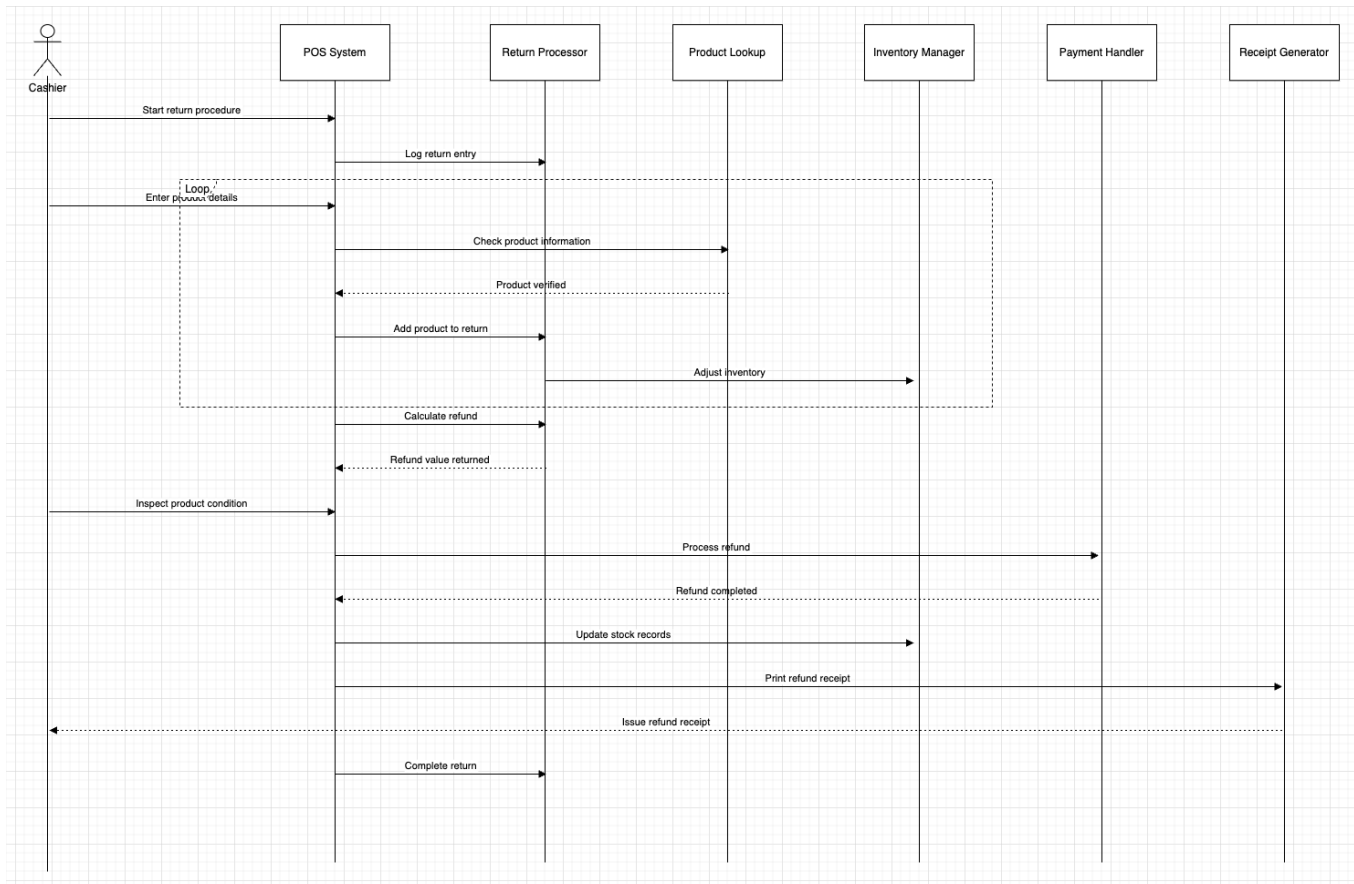 POS System
Return Processor
Product Lookup
Inventory Manager
Payment Handler
Receipt Generator
Cashier
Start return procedure
Log return entry
Loop
Enter product details
Check product information
Product verified
Add product to return
Adjust inventory
Calculate refund
Refund value returned
Inspect product condition
Process refund
Refund completed
Update stock records
Print refund receipt
Issue refund receipt
Complete return